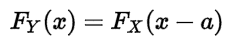 F_Y(x) = F_X(x − a)